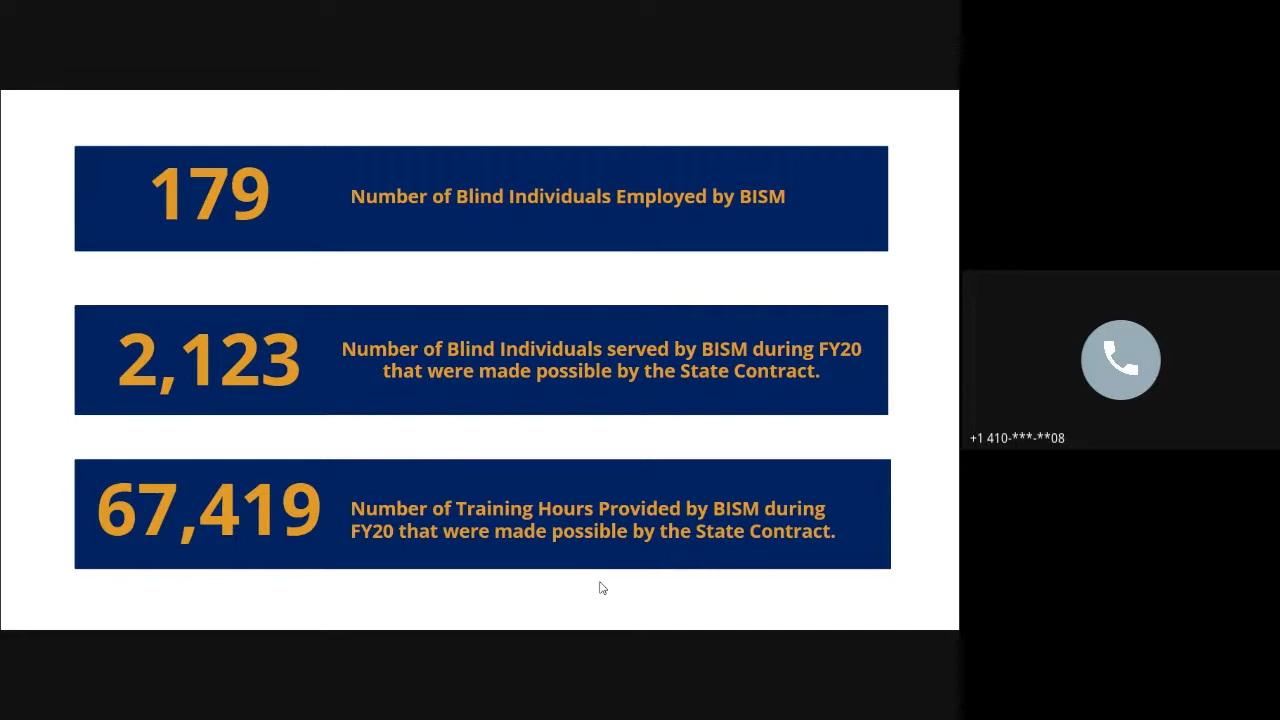 179
Number of Blind Individuals Employed by BISM
2,123
Number of Blind Individuals served by BISM during FY20
that were made possible by the State Contract.
67,419
Number of Training Hours Provided by BISM during
FY20 that were made possible by the State Contract.
+1 410-***-**08